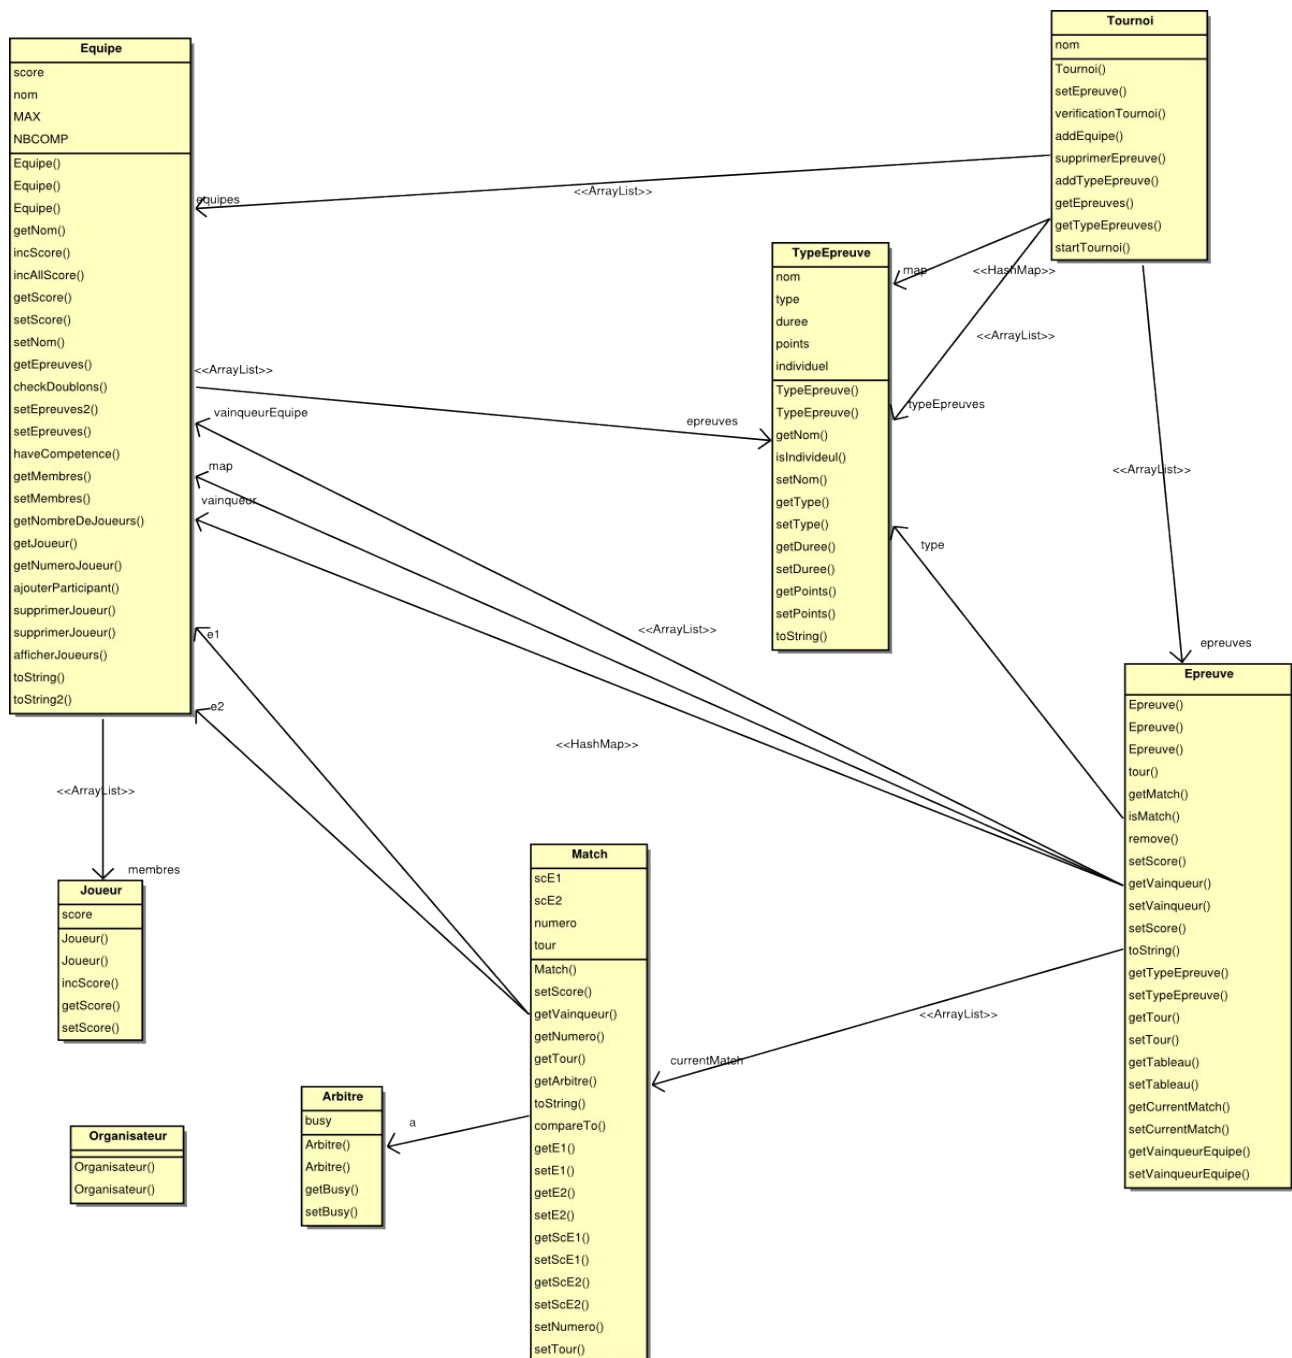 Tournoi
nom
Tournoi()
setEpreuve()
verificationTournoi()
addEquipe()
supprimerEpreuve()
addTypeEpreuve()
getEpreuves()
getTypeEpreuves()
startTournoi()
Equipe
score
nom
MAX
NBCOMP
Equipe()
Equipe()
Equipe()
getNom()
incScore()
incAllScore()
getScore()
setScore()
setNom()
getEpreuves()
checkDoublons()
setEpreuves2()
setEpreuves()
haveCompetence()
getMembres()
setMembres()
getNombreDeJoueurs()
getJoueur()
getNumeroJoueur()
ajouterParticipant()
supprimerJoueur()
supprimerJoueur()
afficherJoueurs()
toString()
toString2()
equipes
<<ArrayList>>
map
<<HashMap>>
<<ArrayList>>
typeEpreuves
TypeEpreuve
nom
type
duree
points
individuel
TypeEpreuve()
TypeEpreuve()
getNom()
isIndivideul()
setNom()
getType()
setType()
getDuree()
setDuree()
getPoints()
setPoints()
toString()
<<ArrayList>>
epreuves
vainqueurEquipe
map
vainqueur
<<ArrayList>>
<<HashMap>>
e1
e2
type
<<ArrayList>>
epreuves
Epreuve
Epreuve()
Epreuve()
Epreuve()
tour()
getMatch()
isMatch()
remove()
setScore()
getVainqueur()
setVainqueur()
setScore()
toString()
getTypeEpreuve()
setTypeEpreuve()
getTour()
setTour()
getTableau()
setTableau()
getCurrentMatch()
setCurrentMatch()
getVainqueurEquipe()
setVainqueurEquipe()
<<ArrayList>>
membres
Joueur
score
Joueur()
Joueur()
incScore()
getScore()
setScore()
Match
scE1
scE2
numero
tour
Match()
setScore()
getVainqueur()
getNumero()
getTour()
getArbitre()
toString()
compareTo()
getE1()
setE1()
getE2()
setE2()
getScE1()
setScE1()
getScE2()
setScE2()
setNumero()
setTour()
<<ArrayList>>
currentMatch
a
Arbitre
busy
Arbitre()
Arbitre()
getBusy()
setBusy()
Organisateur
Organisateur()
Organisateur()